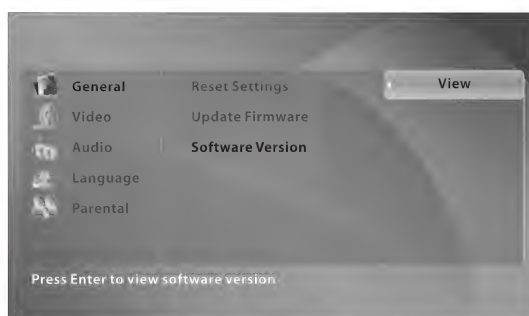 General
Video
Audio
Language
Parental
Reset Settings
Update Firmware
Software Version
View
Press Enter to view software version